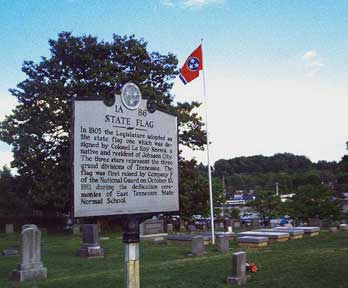 1A 86
STATE FLAG
In 1905 the Legislature adopted as
the state flag one which was de-
signed by Colonel Le Roy Reeves, a
native and resident of Johnson City.
The three stars represent the three
grand divisions of Tennessee. The
flag was first raised by Company F
of the National Guard on October 10,
1911 during the dedication cere-
monies of East Tennessee State
Normal School.